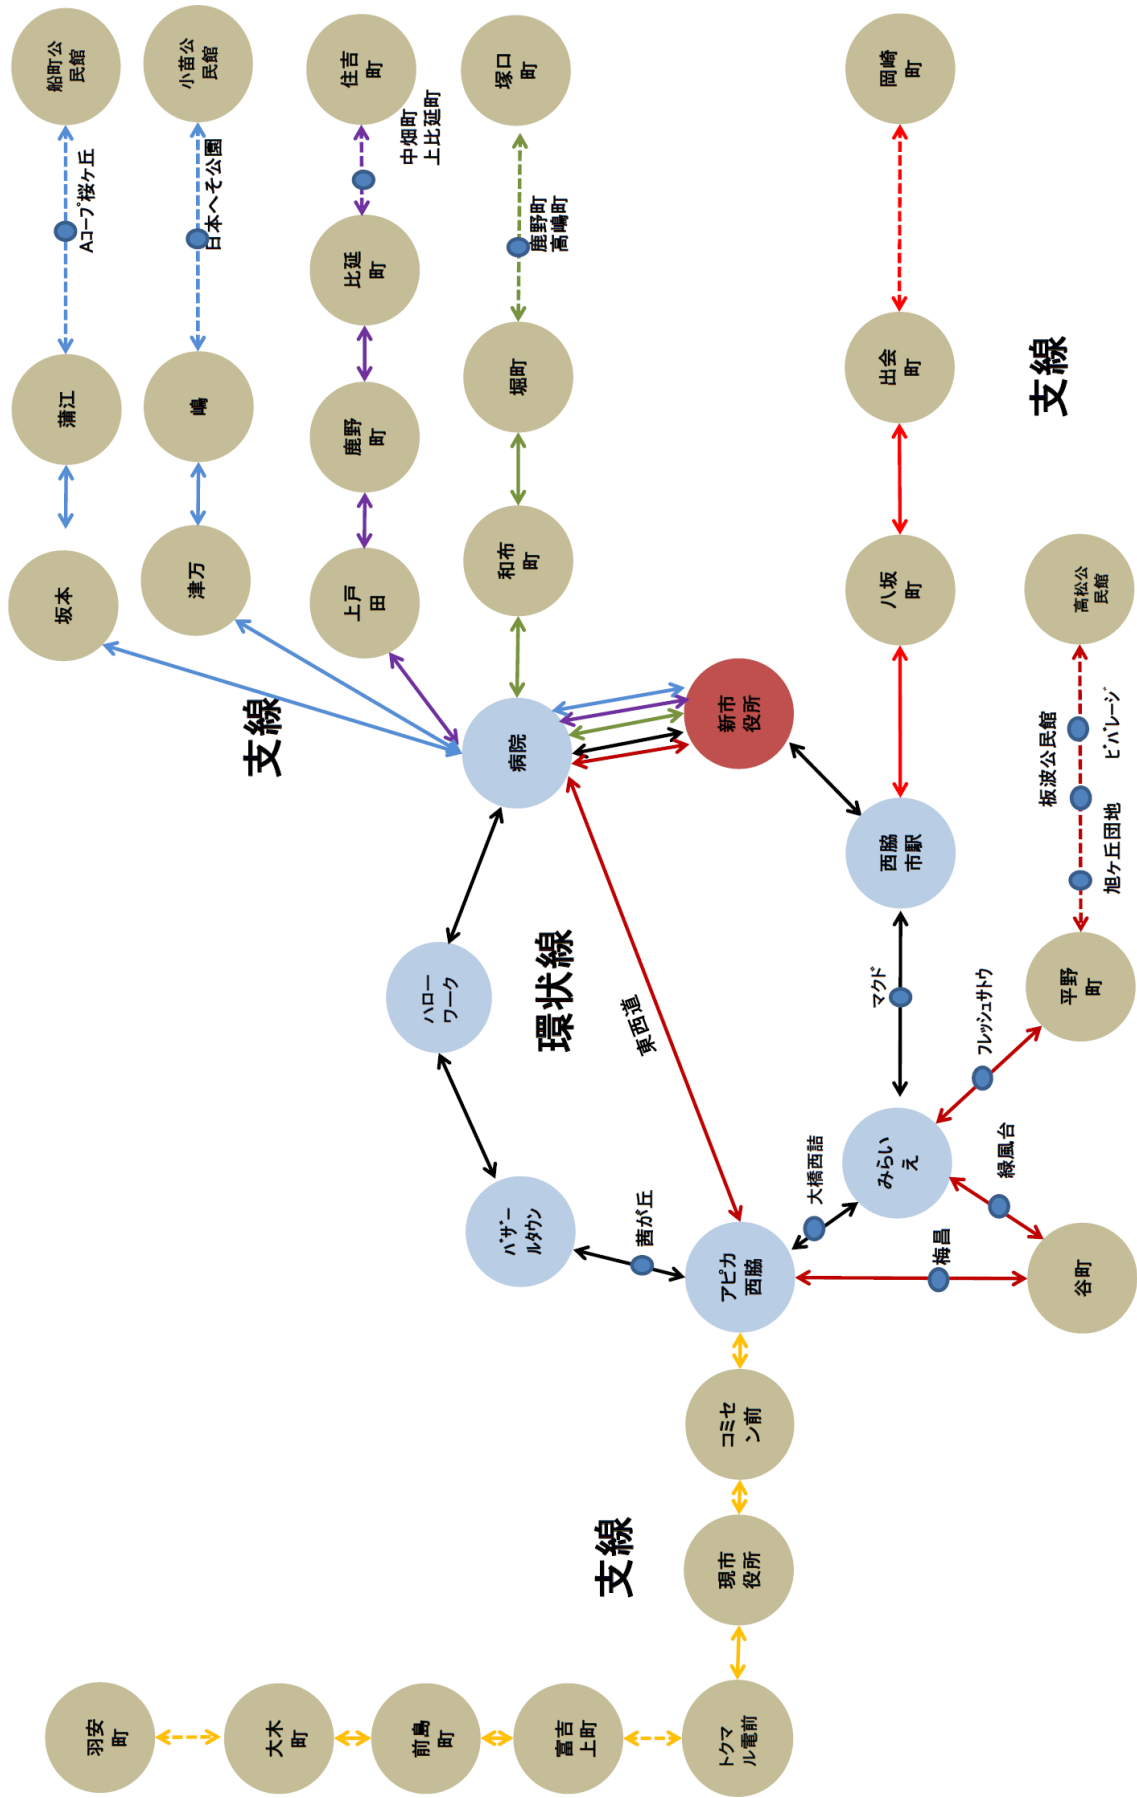 羽安
町
坂本
蒲江
Aコープ桜ヶ丘
船町公
民館
大木
町
支線
津万
嶋
日本へそ公園
小苗公
民館
前島
町
ハロー
ワーク
上戸
田
鹿野
町
比延
町
中畑町
上比延町
住吉
町
富吉
上町
バザー
ルタウン
環状線
病院
和布
町
堀町
鹿野町
高嶋町
塚口
町
支線
茜が丘
東西道
トクマ
ル電前
現市
役所
コミセ
ン前
アピカ
西脇
新市
役所
大橋西詰
みらい
え
マクド
西脇
市駅
八坂
町
出会
町
岡崎
町
梅昌
緑風台
フレッシュサトウ
支線
谷町
平野
町
旭ヶ丘団地
板波公民館
ビバレージ
高松公
民館